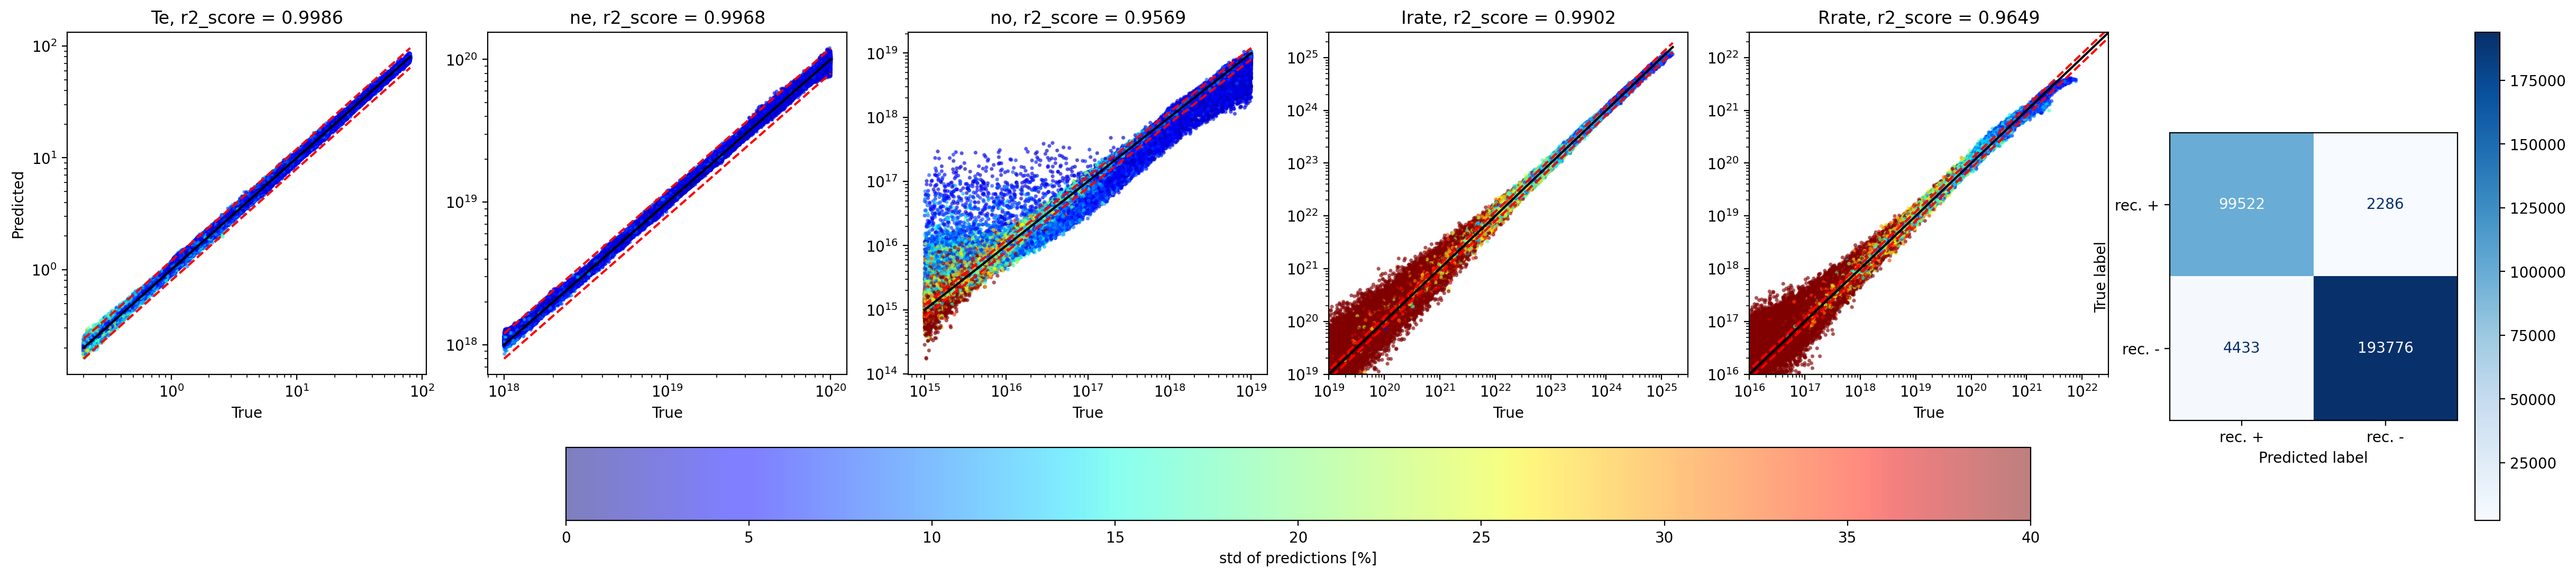 Te, r2_score = 0.9986
10² 10¹ 10⁰
Predicted
10⁰ 10¹ 10²
True
ne, r2_score = 0.9968
10²⁰ 10¹⁹ 10¹⁸
10¹⁸ 10¹⁹ 10²⁰
True
no, r2_score = 0.9569
10¹⁹ 10¹⁸ 10¹⁷ 10¹⁶ 10¹⁵ 10¹⁴
10¹⁵ 10¹⁶ 10¹⁷ 10¹⁸ 10¹⁹
True
Irate, r2_score = 0.9902
10²⁵ 10²⁴ 10²³ 10²² 10²¹ 10²⁰ 10¹⁹
10¹⁹ 10²⁰ 10²¹ 10²² 10²³ 10²⁴ 10²⁵
True
Rrate, r2_score = 0.9649
10²² 10²¹ 10²⁰ 10¹⁹ 10¹⁸ 10¹⁷ 10¹⁶
10¹⁶ 10¹⁷ 10¹⁸ 10¹⁹ 10²⁰ 10²¹ 10²²
True
True label
rec. + 99522 2286
rec. - 4433 193776
rec. + rec. -
Predicted label
175000
150000
125000
100000
75000
50000
25000
0 5 10 15 20 25 30 35 40
std of predictions [%]